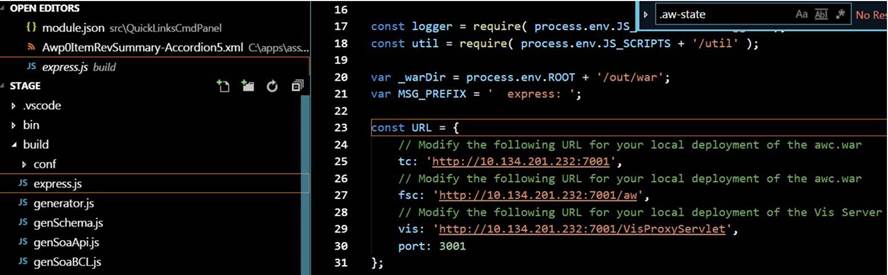 OPEN EDITORS
{} module.json src\QuickLinksCmdPanel
Awp0ItemRevSummary-Accordion5.xml C:\apps\ass...
JS express.js build
STAGE
.vscode
bin
build
conf
JS express.js
JS generator.js
JS genSchema.js
JS genSoaApi.js
JS genSoaBCL.js
.aw-state
Aa Abl .*
No Res
16
17 const logger = require( process.env.JS_
18 const util = require( process.env.JS_SCRIPTS + '/util' );
19
20 var _warDir = process.env.ROOT + '/out/war';
21 var MSG_PREFIX = '  express: ';
22
23 const URL = {
24 // Modify the following URL for your local deployment of the awc.war
25 tc: 'http://10.134.201.232:7001',
26 // Modify the following URL for your local deployment of the awc.war
27 fsc: 'http://10.134.201.232:7001/aw',
28 // Modify the following URL for your local deployment of the Vis Server
29 vis: 'http://10.134.201.232:7001/VisProxyServlet',
30 port: 3001
31 };